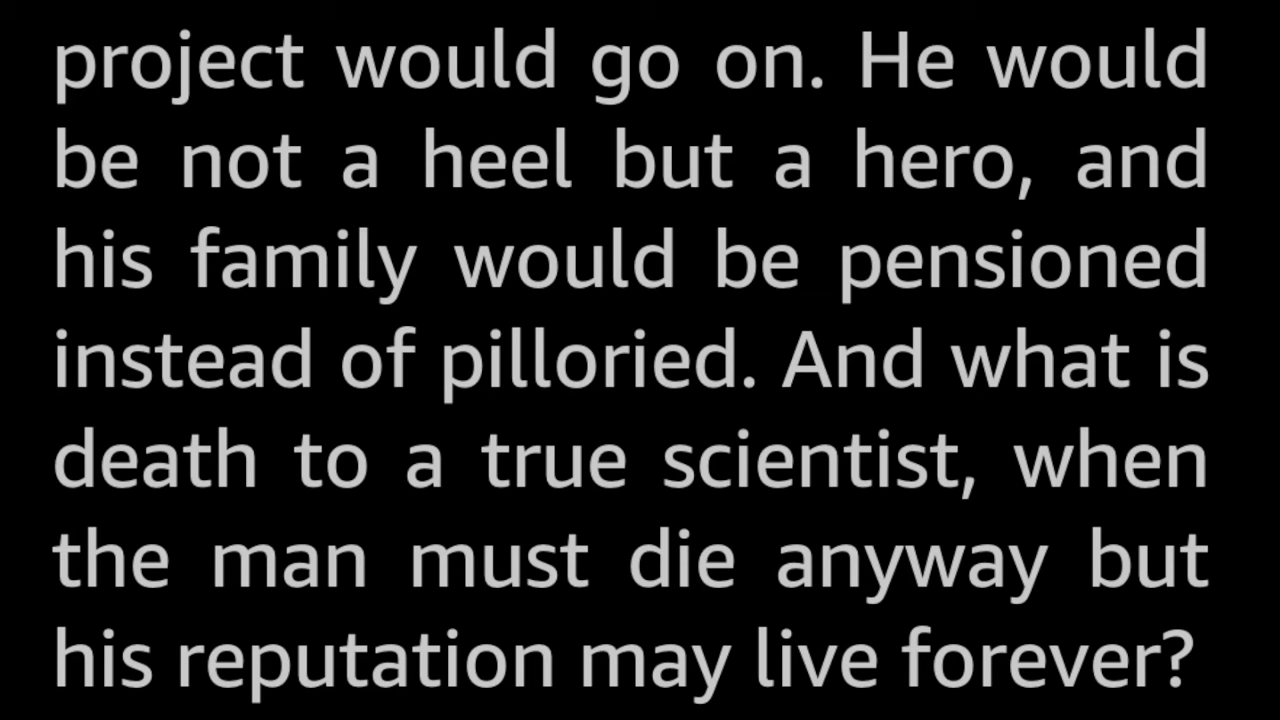 project would go on. He would
be not a heel but a hero, and
his family would be pensioned
instead of pilloried. And what is
death to a true scientist, when
the man must die anyway but
his reputation may live forever?